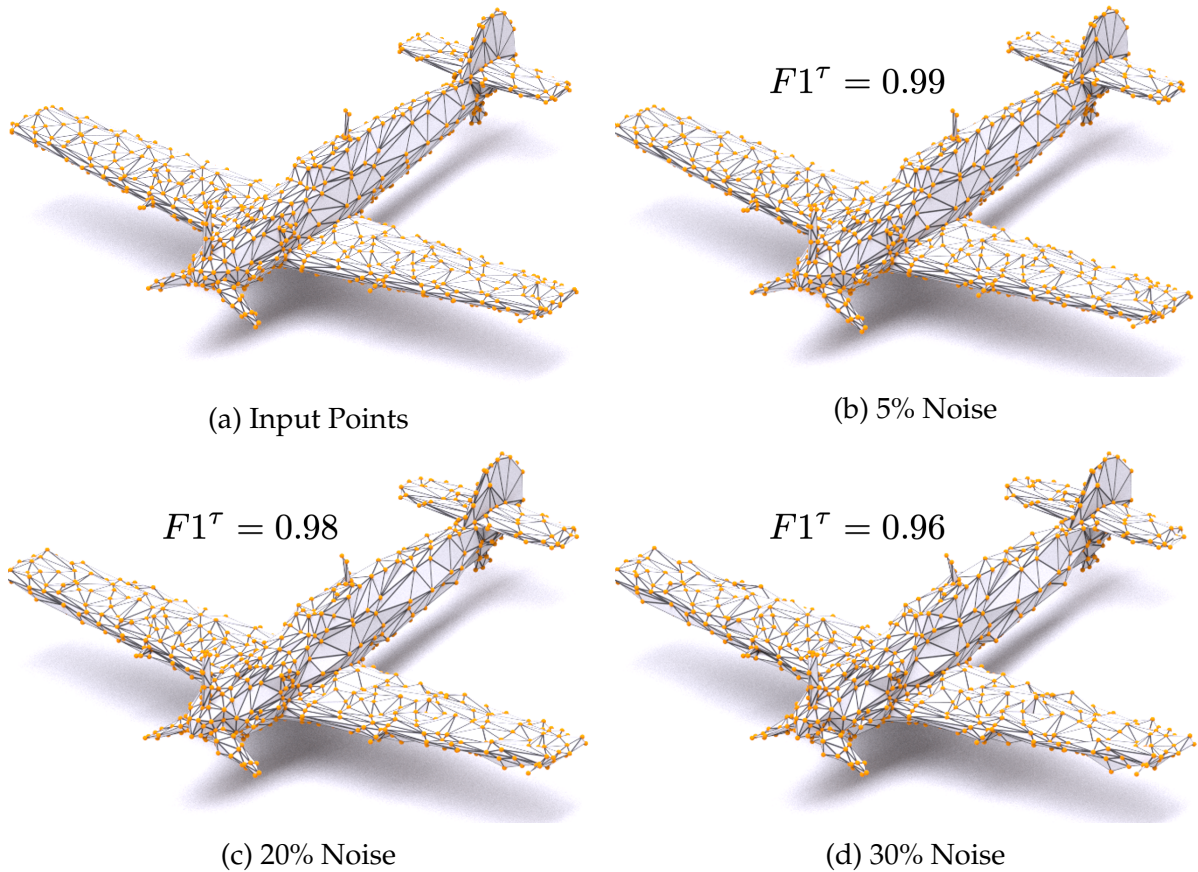 F1^τ = 0.99
(a) Input Points
(b) 5% Noise
F1^τ = 0.98
F1^τ = 0.96
(c) 20% Noise
(d) 30% Noise